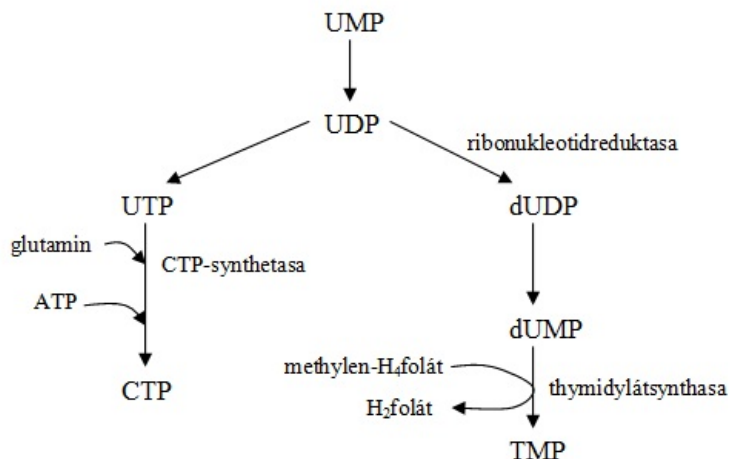 UMP
UDP
ribonukleotidreduktasa
UTP
dUDP
glutamin
CTP-synthetasa
ATP
dUMP
methylen-H₄folát
CTP
thymidylátsynthasa
H₂folát
TMP